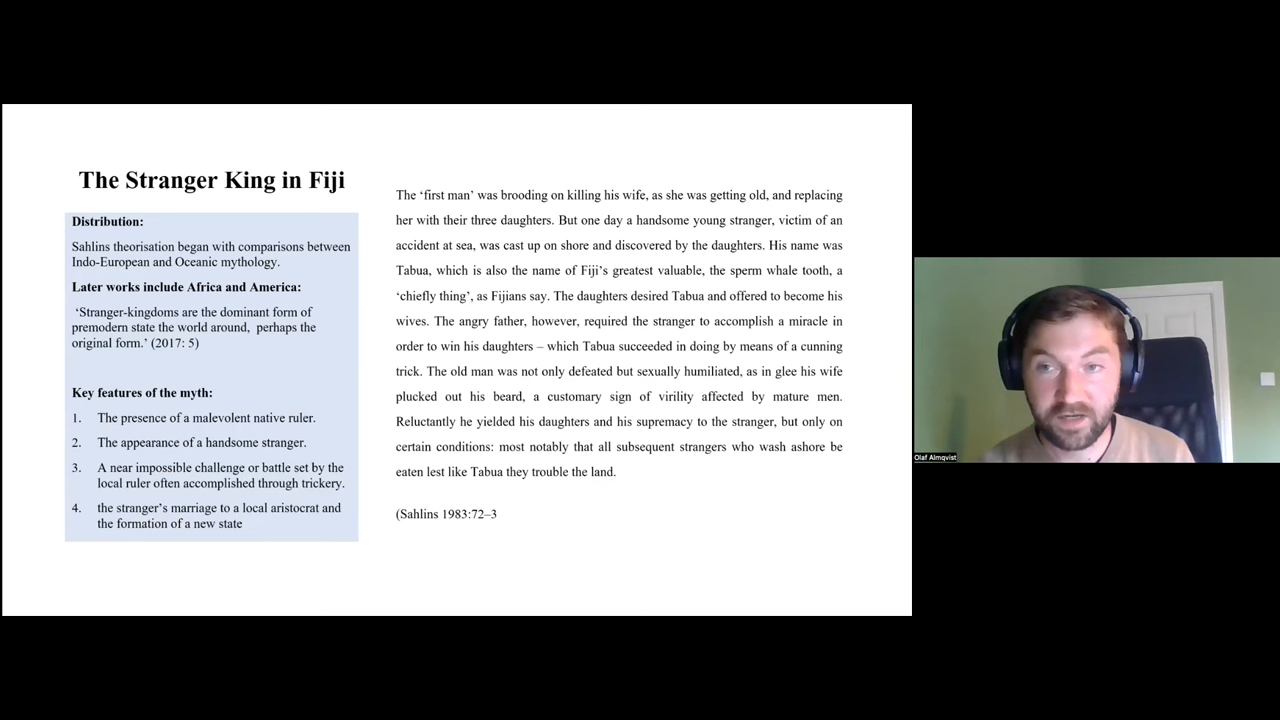 The Stranger King in Fiji
Distribution:
Sahlins theorisation began with comparisons between
Indo-European and Oceanic mythology.
Later works include Africa and America:
‘Stranger-kingdoms are the dominant form of
premodern state the world around, perhaps the
original form.’ (2017: 5)
Key features of the myth:
1. The presence of a malevolent native ruler.
2. The appearance of a handsome stranger.
3. A near impossible challenge or battle set by the
local ruler often accomplished through trickery.
4. the stranger’s marriage to a local aristocrat and
the formation of a new state
The ‘first man’ was brooding on killing his wife, as she was getting old, and replacing
her with their three daughters. But one day a handsome young stranger, victim of an
accident at sea, was cast up on shore and discovered by the daughters. His name was
Tabua, which is also the name of Fiji’s greatest valuable, the sperm whale tooth, a
‘chiefly thing’, as Fijians say. The daughters desired Tabua and offered to become his
wives. The angry father, however, required the stranger to accomplish a miracle in
order to win his daughters – which Tabua succeeded in doing by means of a cunning
trick. The old man was not only defeated but sexually humiliated, as in glee his wife
plucked out his beard, a customary sign of virility affected by mature men.
Reluctantly he yielded his daughters and his supremacy to the stranger, but only on
certain conditions: most notably that all subsequent strangers who wash ashore be
eaten lest like Tabua they trouble the land.
(Sahlins 1983:72–3
Olaf Almqvist